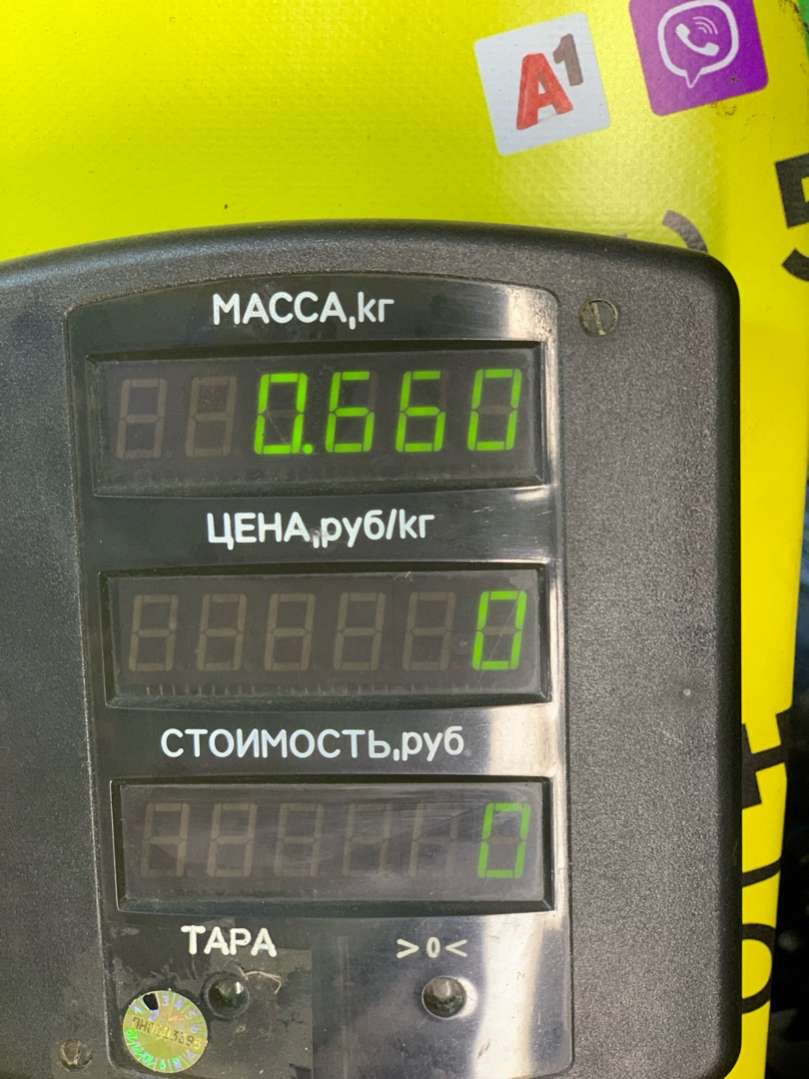 A1
МАССА,кг
0.660
ЦЕНА,руб/кг
0
СТОИМОСТЬ,руб
0
ТАРА >0<